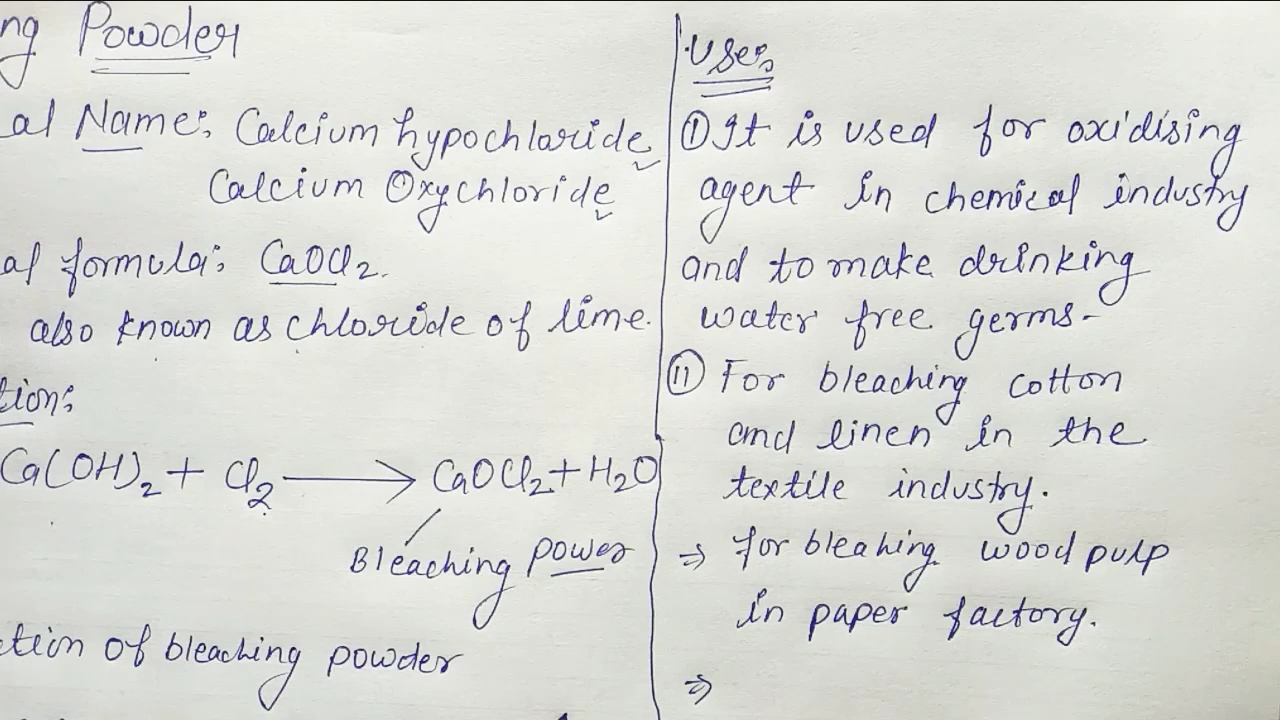 ng Powder
al Name: Calcium hypochloride
Calcium Oxychloride
al formula: CaOCl2.
also known as chloride of lime.
tion:
Ca(OH)2 + Cl2 → CaOCl2 + H2O
Bleaching power
ction of bleaching powder
Uses
① It is used for oxidising
agent in chemical industry
and to make drinking
water free germs-
⑪ For bleaching cotton
and linen in the
textile industry.
⇒ for bleahing wood pulp
in paper factory.
⇒